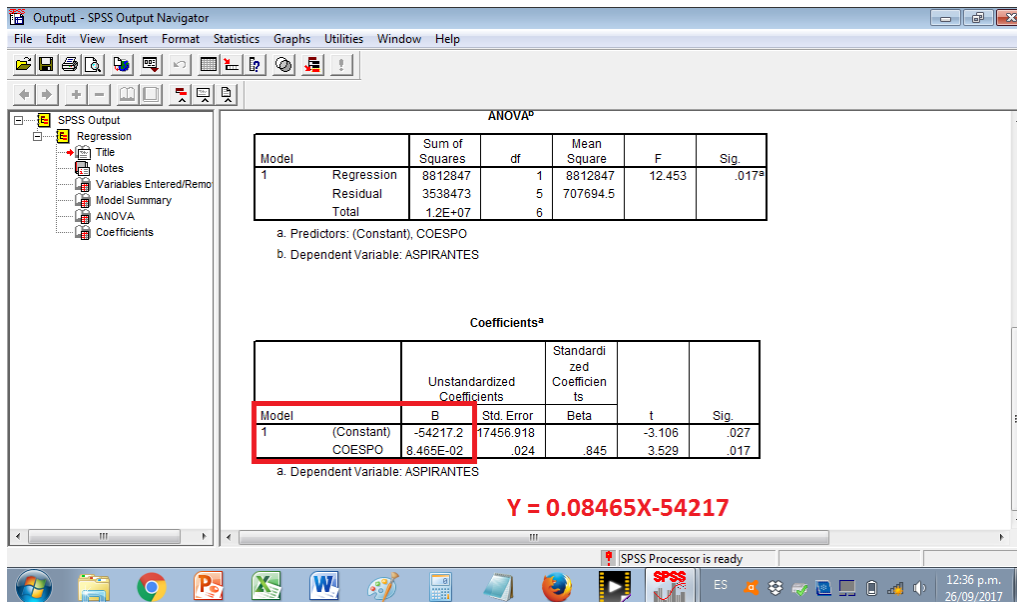 Output1 - SPSS Output Navigator
File Edit View Insert Format Statistics Graphs Utilities Window Help
SPSS Output
Regression
Title
Notes
Variables Entered/Remo
Model Summary
ANOVA
Coefficients
ANOVAb
Model Sum of Squares df Mean Square F Sig.
1 Regression 8812847 1 8812847 12.453 .017a
Residual 3538473 5 707694.5
Total 1.2E+07 6
a. Predictors: (Constant), COESPO
b. Dependent Variable: ASPIRANTES
Coefficientsa
Unstandardized Coefficients Standardi zed Coefficien ts
Model B Std. Error Beta t Sig.
1 (Constant) -54217.2 17456.918 -3.106 .027
COESPO 8.465E-02 .024 .845 3.529 .017
a. Dependent Variable: ASPIRANTES
Y = 0.08465X-54217
SPSS Processor is ready
SPSS
ES
12:36 p.m.
26/09/2017